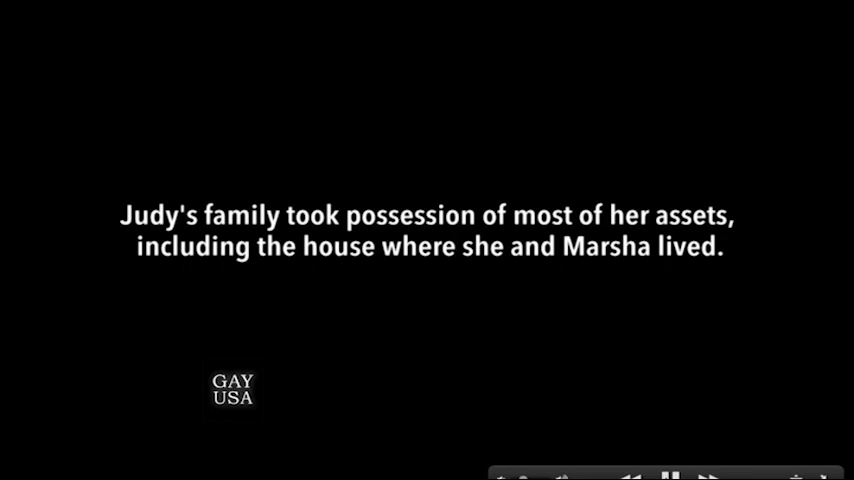 Judy's family took possession of most of her assets,
including the house where she and Marsha lived.
GAY
USA